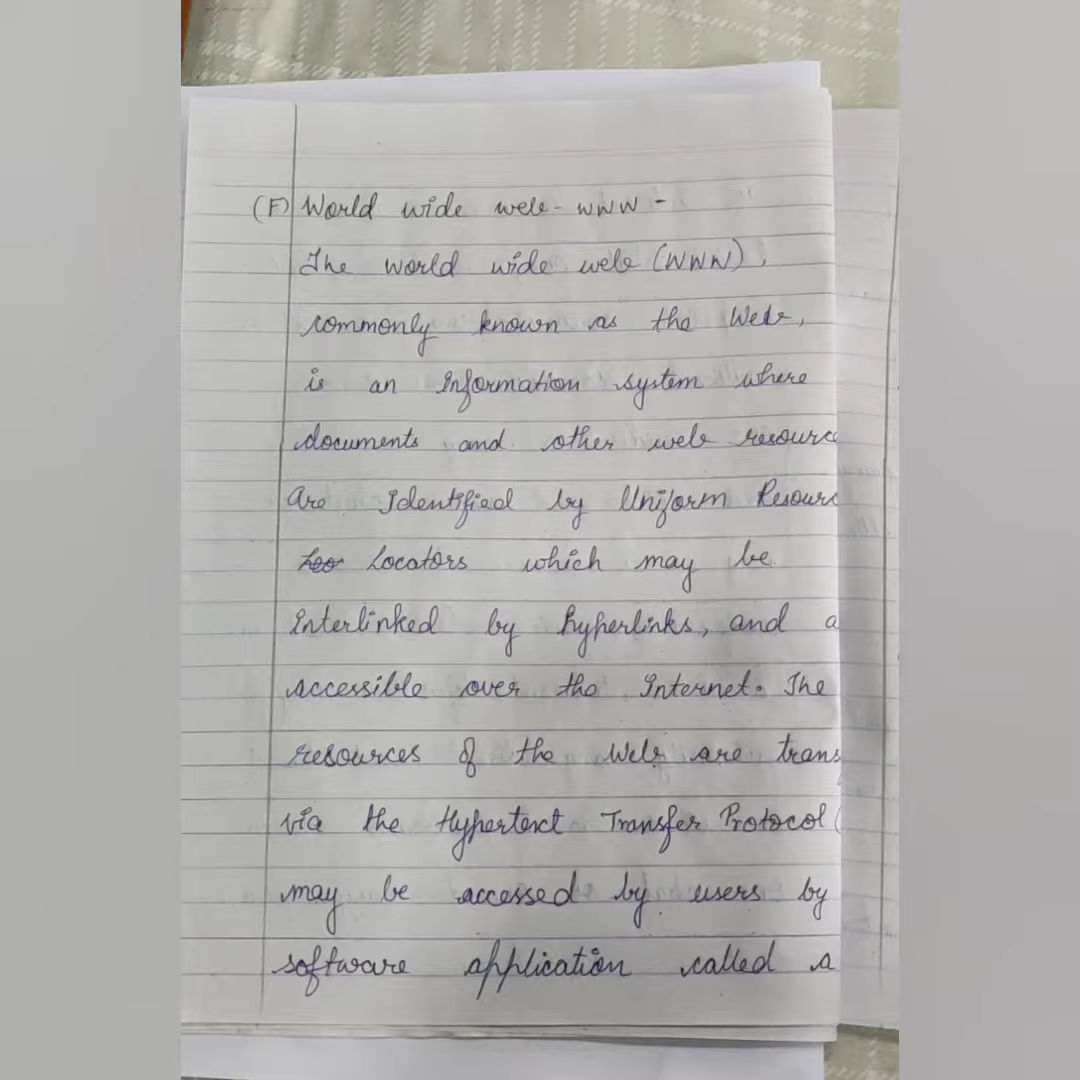 (F) World wide web - WWW -
The world wide web (WWW),
commonly known as the Web,
is an Information system where
documents and other web resourc
are Identified by Uniform Resour
Locators which may be
Interlinked by hyperlinks, and a
accessible over the Internet. The
resources of the Web are trans
via the Hypertext Transfer Protocol (
may be accessed by users by
software application called a